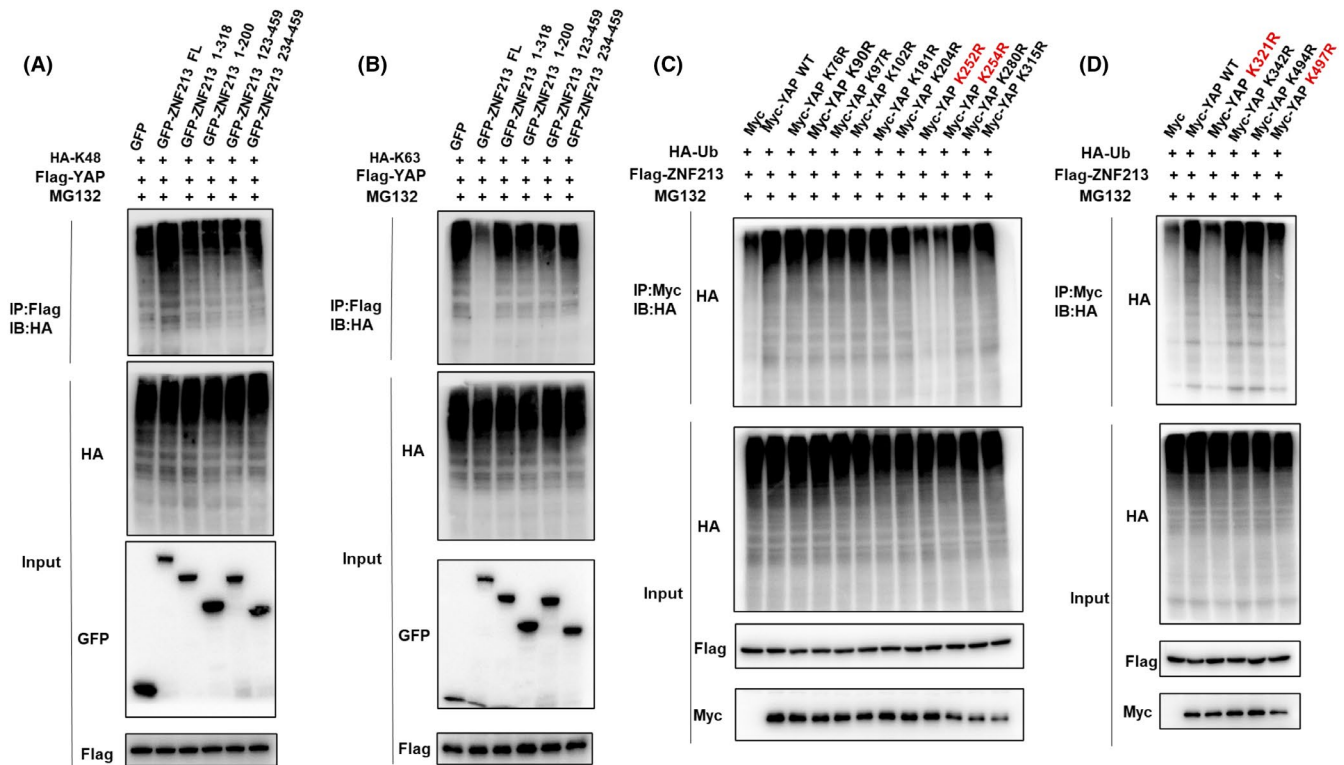 (A)
GFP
GFP-ZNF213 FL
GFP-ZNF213 1-318
GFP-ZNF213 1-200
GFP-ZNF213 123-459
GFP-ZNF213 234-459
HA-K48 + + + + + +
Flag-YAP + + + + + +
MG132 + + + + + +
IP:Flag
IB:HA
HA
Input
GFP
Flag
(B)
GFP
GFP-ZNF213 FL
GFP-ZNF213 1-318
GFP-ZNF213 1-200
GFP-ZNF213 123-459
GFP-ZNF213 234-459
HA-K63 + + + + + +
Flag-YAP + + + + + +
MG132 + + + + + +
IP:Flag
IB:HA
HA
Input
GFP
Flag
(C)
Myc
Myc-YAP WT
Myc-YAP K76R
Myc-YAP K90R
Myc-YAP K97R
Myc-YAP K102R
Myc-YAP K181R
Myc-YAP K204R
Myc-YAP K252R
Myc-YAP K254R
Myc-YAP K280R
Myc-YAP K315R
HA-Ub + + + + + + + + + + + +
Flag-ZNF213 + + + + + + + + + + + +
MG132 + + + + + + + + + + + +
IP:Myc
IB:HA
HA
HA
Input
Flag
Myc
(D)
Myc
Myc-YAP WT
Myc-YAP K321R
Myc-YAP K342R
Myc-YAP K494R
Myc-YAP K497R
HA-Ub + + + + + +
Flag-ZNF213 + + + + + +
MG132 + + + + + +
IP:Myc
IB:HA
HA
HA
Input
Flag
Myc